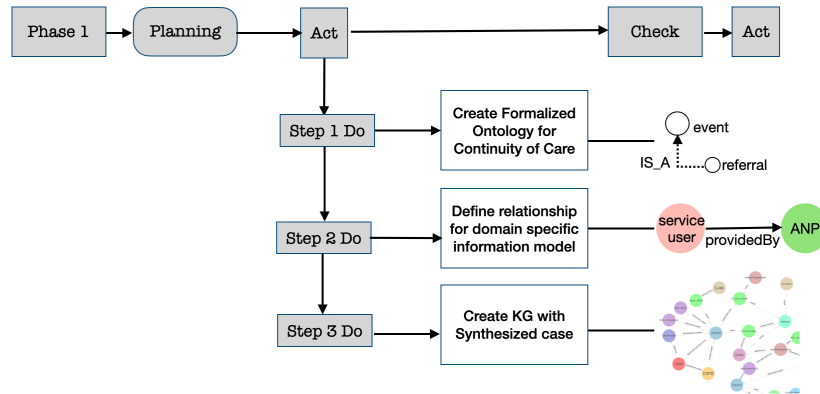 Phase 1
Planning
Act
Check
Act
Step 1 Do
Create Formalized
Ontology for
Continuity of Care
event
IS_A
referral
Step 2 Do
Define relationship
for domain specific
information model
service
user
providedBy
ANP
Step 3 Do
Create KG with
Synthesized case
COPD